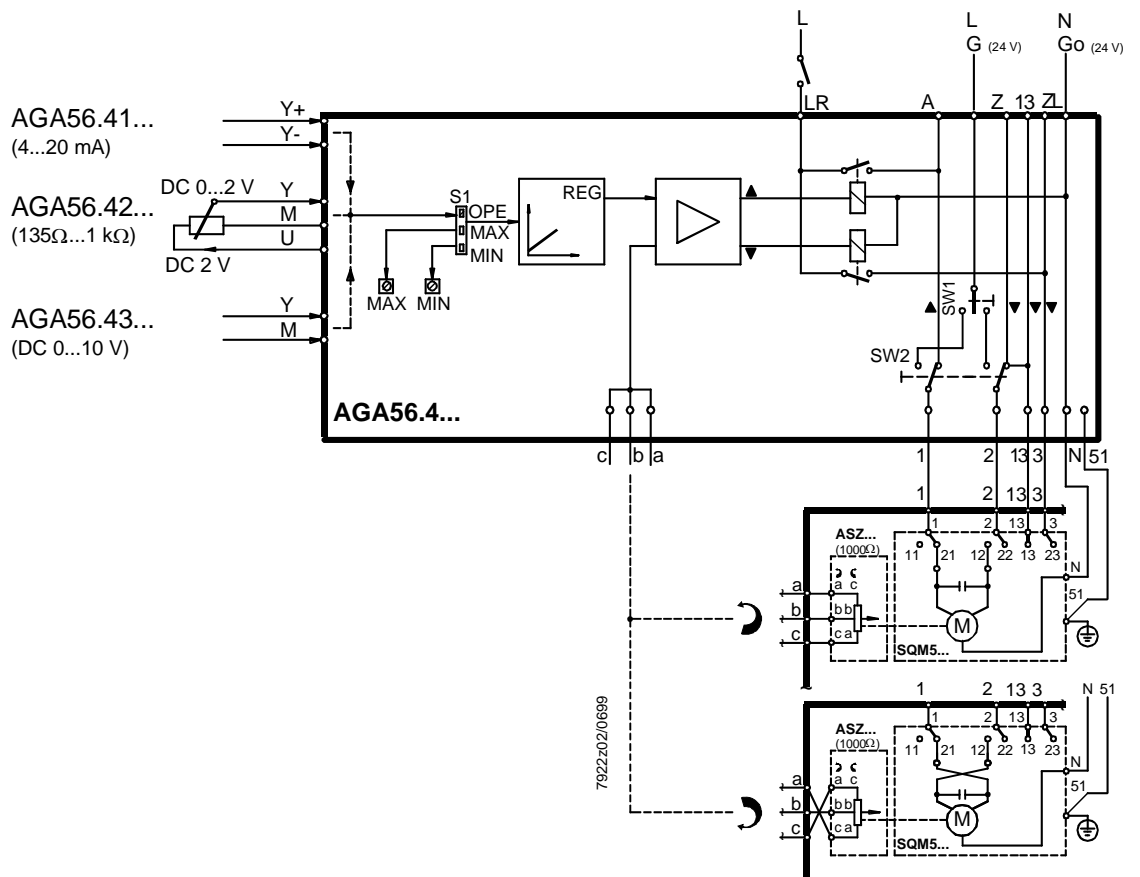 L
L
N
G (24 V)
Go (24 V)
LR
A
Z
13
ZL
AGA56.41...
(4...20 mA)
Y+
Y-
AGA56.42...
(135Ω...1 kΩ)
DC 0...2 V
Y
M
U
DC 2 V
AGA56.43...
(DC 0...10 V)
Y
M
S1
OPE
MAX
MIN
MAX
MIN
REG
SW1
SW2
AGA56.4...
c
b
a
1
2
13
3
N
51
1
2
13
3
ASZ...
(1000Ω)
a
c
1
2
13
3
11
21
12
22
13
23
N
51
a
b
c
b b
c a
M
SQM5...
7922z02/0699
1
2
13
3
N
51
ASZ...
(1000Ω)
a
c
1
2
13
3
11
21
12
22
13
23
N
51
a
b
c
b b
c a
M
SQM5...